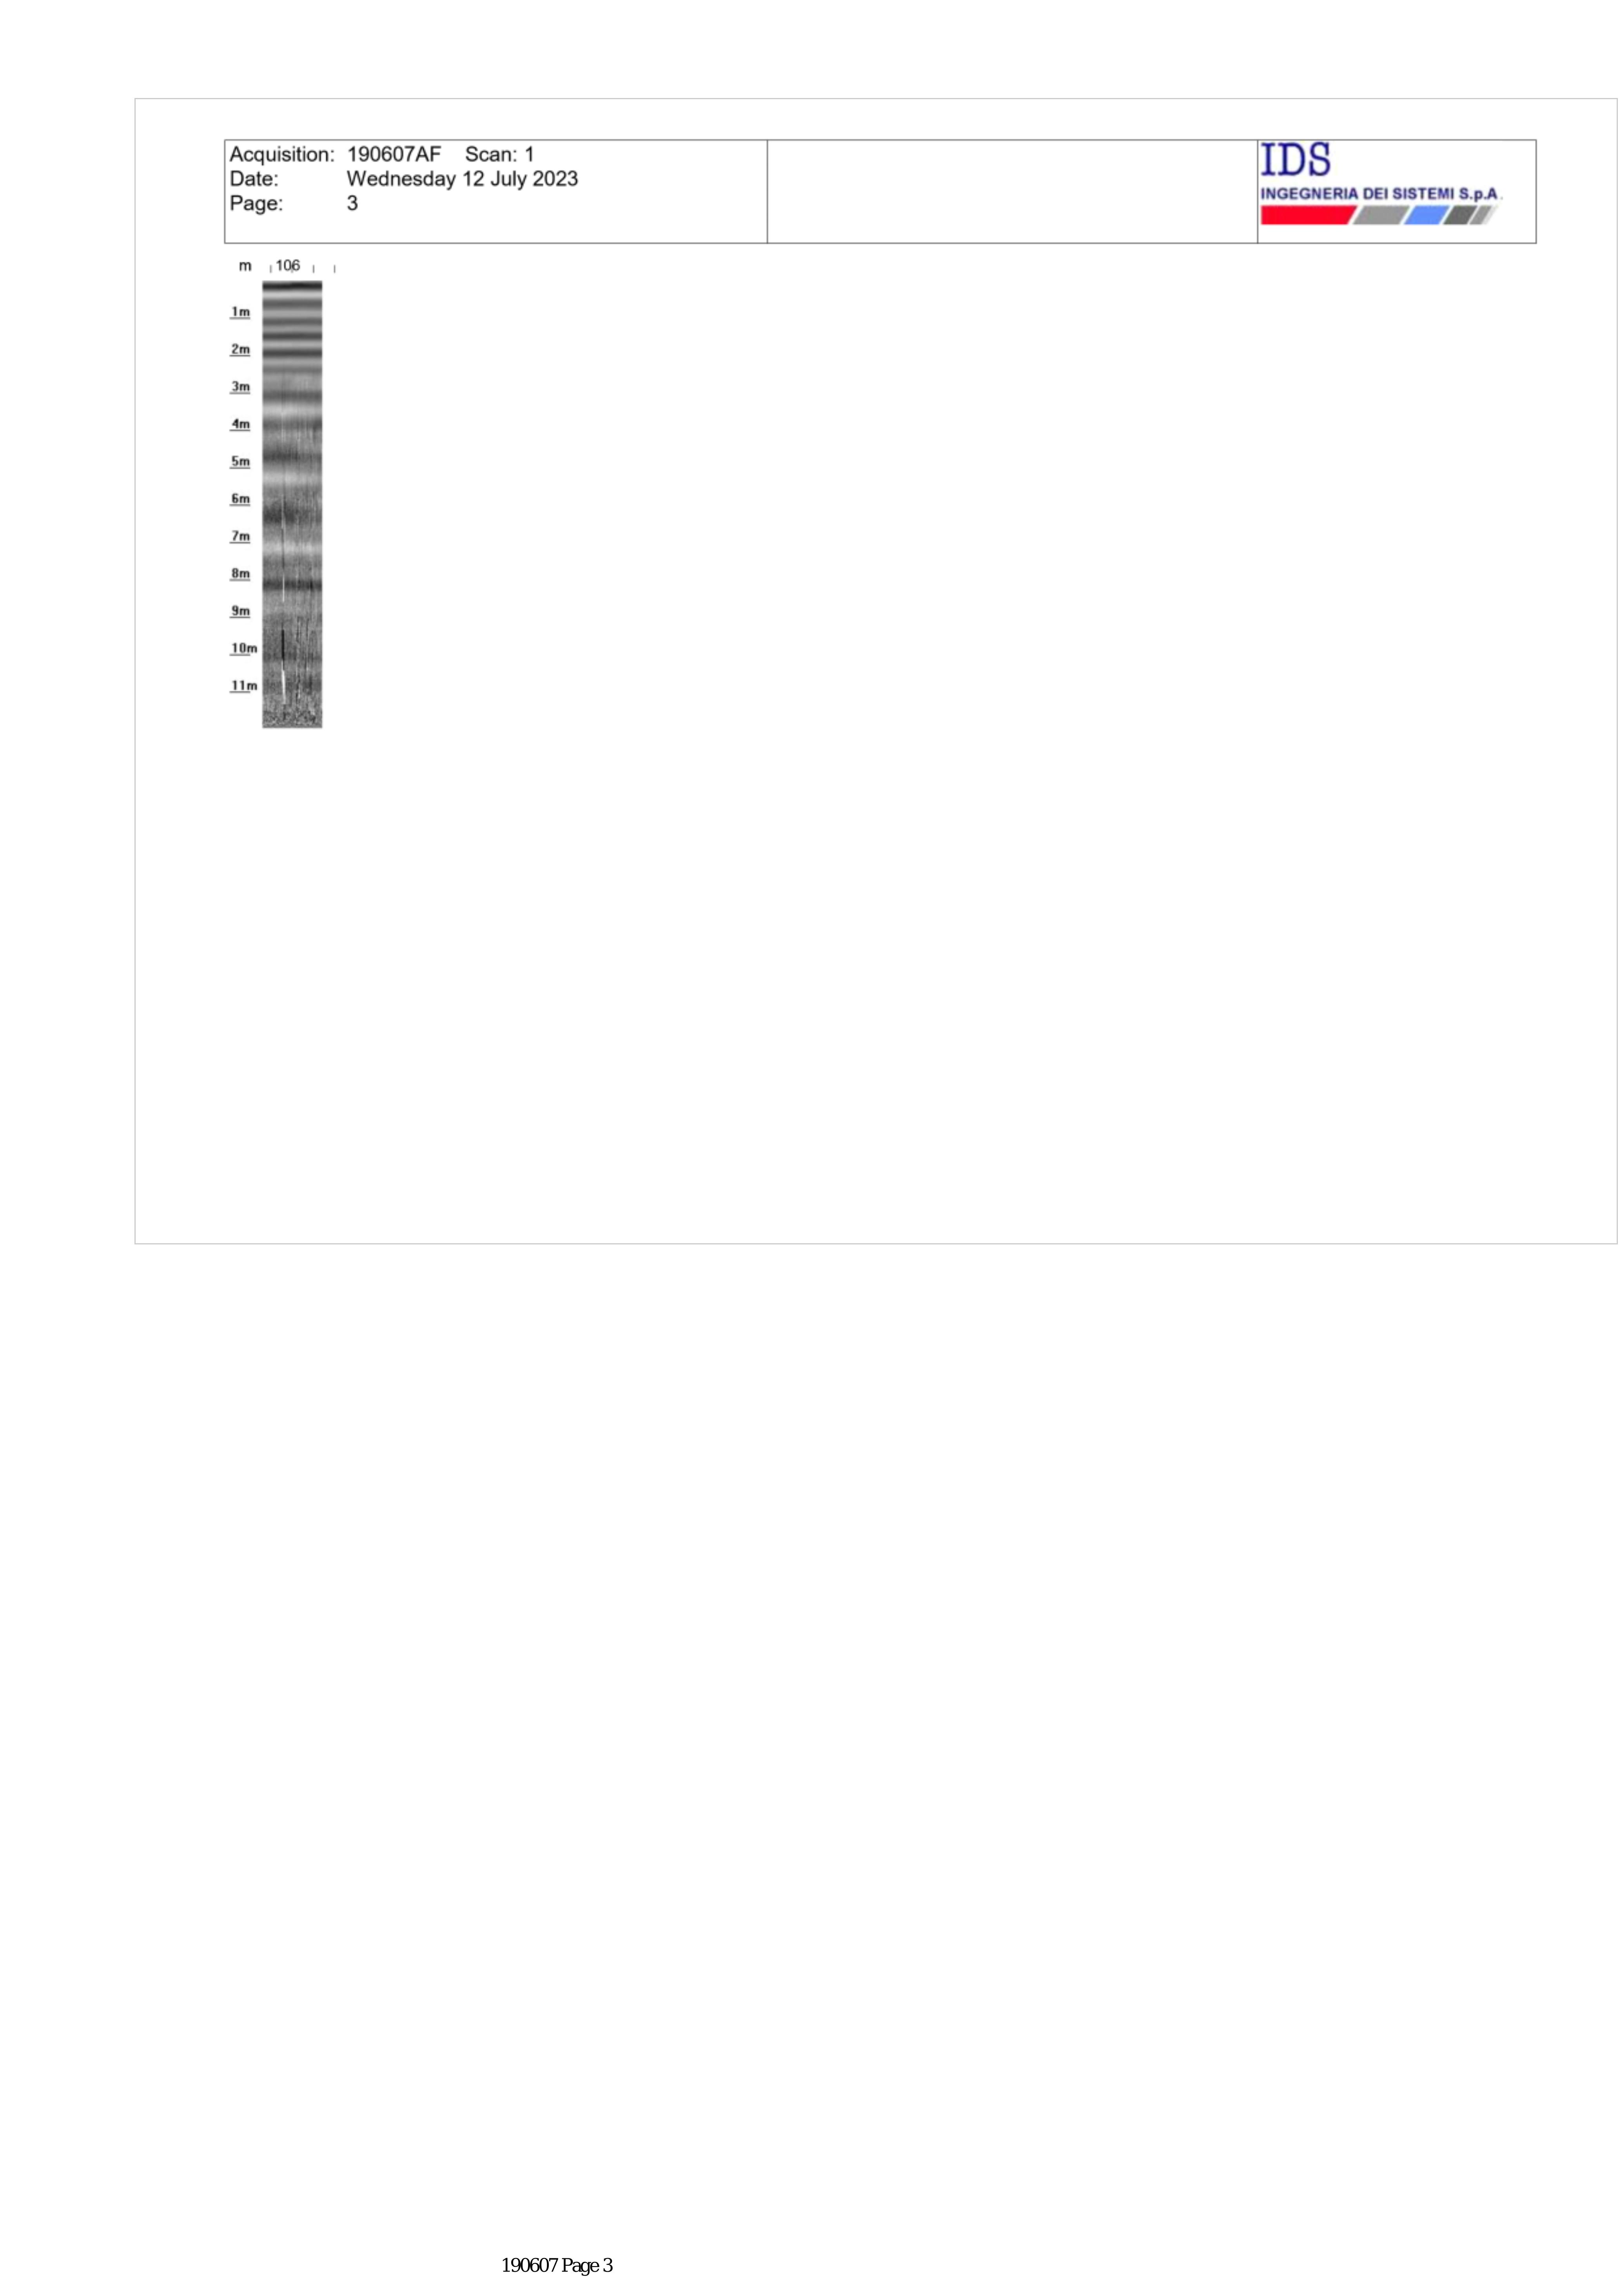 Acquisition: 190607AF Scan: 1
Date: Wednesday 12 July 2023
Page: 3
IDS
INGEGNERIA DEI SISTEMI S.p.A.
m 106
1m
2m
3m
4m
5m
6m
7m
8m
9m
10m
11m
190607 Page 3